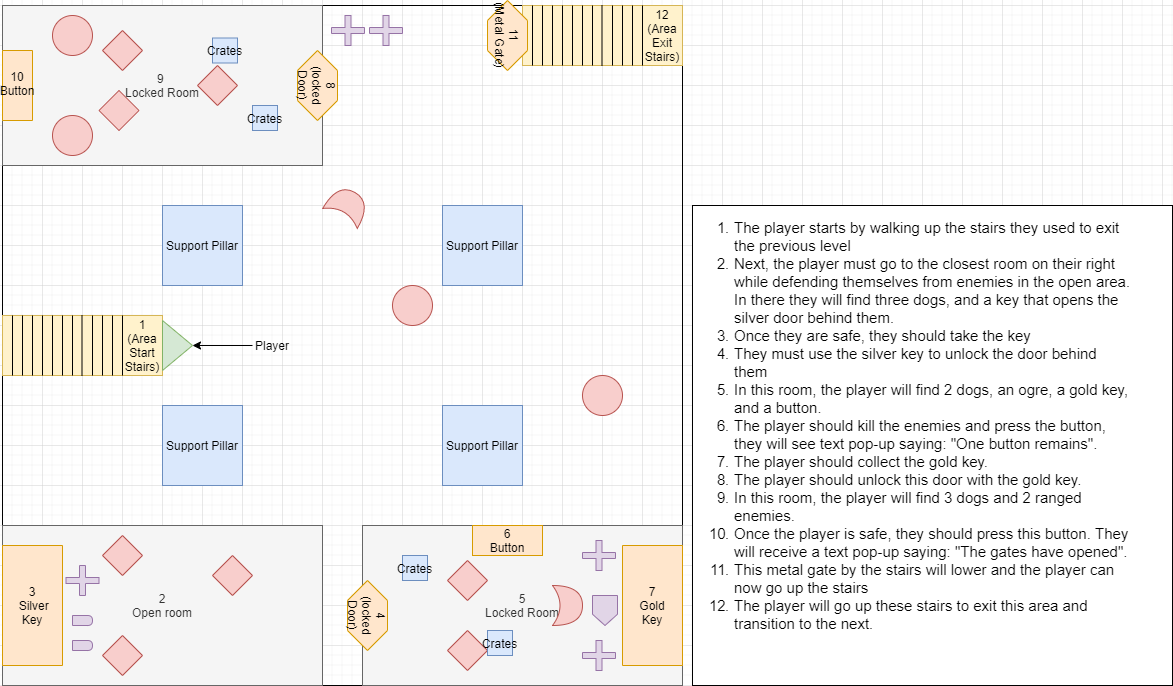 12
(Area
Exit
Stairs)
11
(Metal Gate)
Crates
8
(locked
Door)
10
Button
9
Locked Room
Crates
Support Pillar
Support Pillar
1
(Area
Start
Stairs)
Player
Support Pillar
Support Pillar
6
Button
Crates
3
Silver
Key
2
Open room
4
(locked
Door)
5
Locked Room
Crates
7
Gold
Key
1. The player starts by walking up the stairs they used to exit
the previous level
2. Next, the player must go to the closest room on their right
while defending themselves from enemies in the open area.
In there they will find three dogs, and a key that opens the
silver door behind them.
3. Once they are safe, they should take the key
4. They must use the silver key to unlock the door behind
them
5. In this room, the player will find 2 dogs, an ogre, a gold key,
and a button.
6. The player should kill the enemies and press the button,
they will see text pop-up saying: "One button remains".
7. The player should collect the gold key.
8. The player should unlock this door with the gold key.
9. In this room, the player will find 3 dogs and 2 ranged
enemies.
10. Once the player is safe, they should press this button. They
will receive a text pop-up saying: "The gates have opened".
11. This metal gate by the stairs will lower and the player can
now go up the stairs
12. The player will go up these stairs to exit this area and
transition to the next.